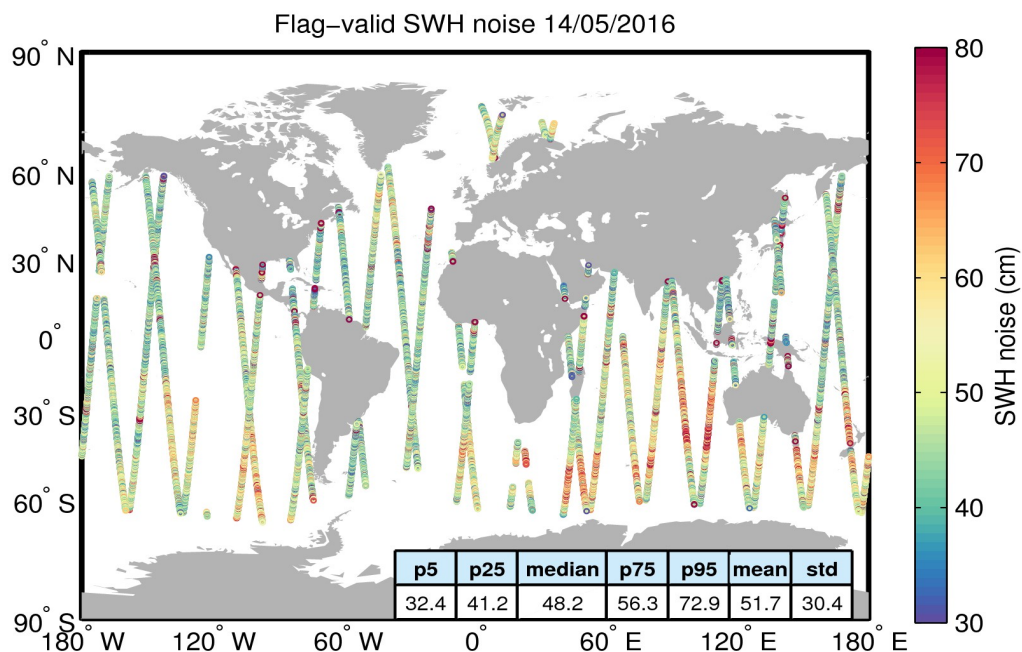 Flag−valid SWH noise 14/05/2016
90° N
60° N
30° N
0°
30° S
60° S
90° S
180° W
120° W
60° W
0°
60° E
120° E
180° E
p5 p25 median p75 p95 mean std
32.4 41.2 48.2 56.3 72.9 51.7 30.4
80
70
60
50
40
30
SWH noise (cm)